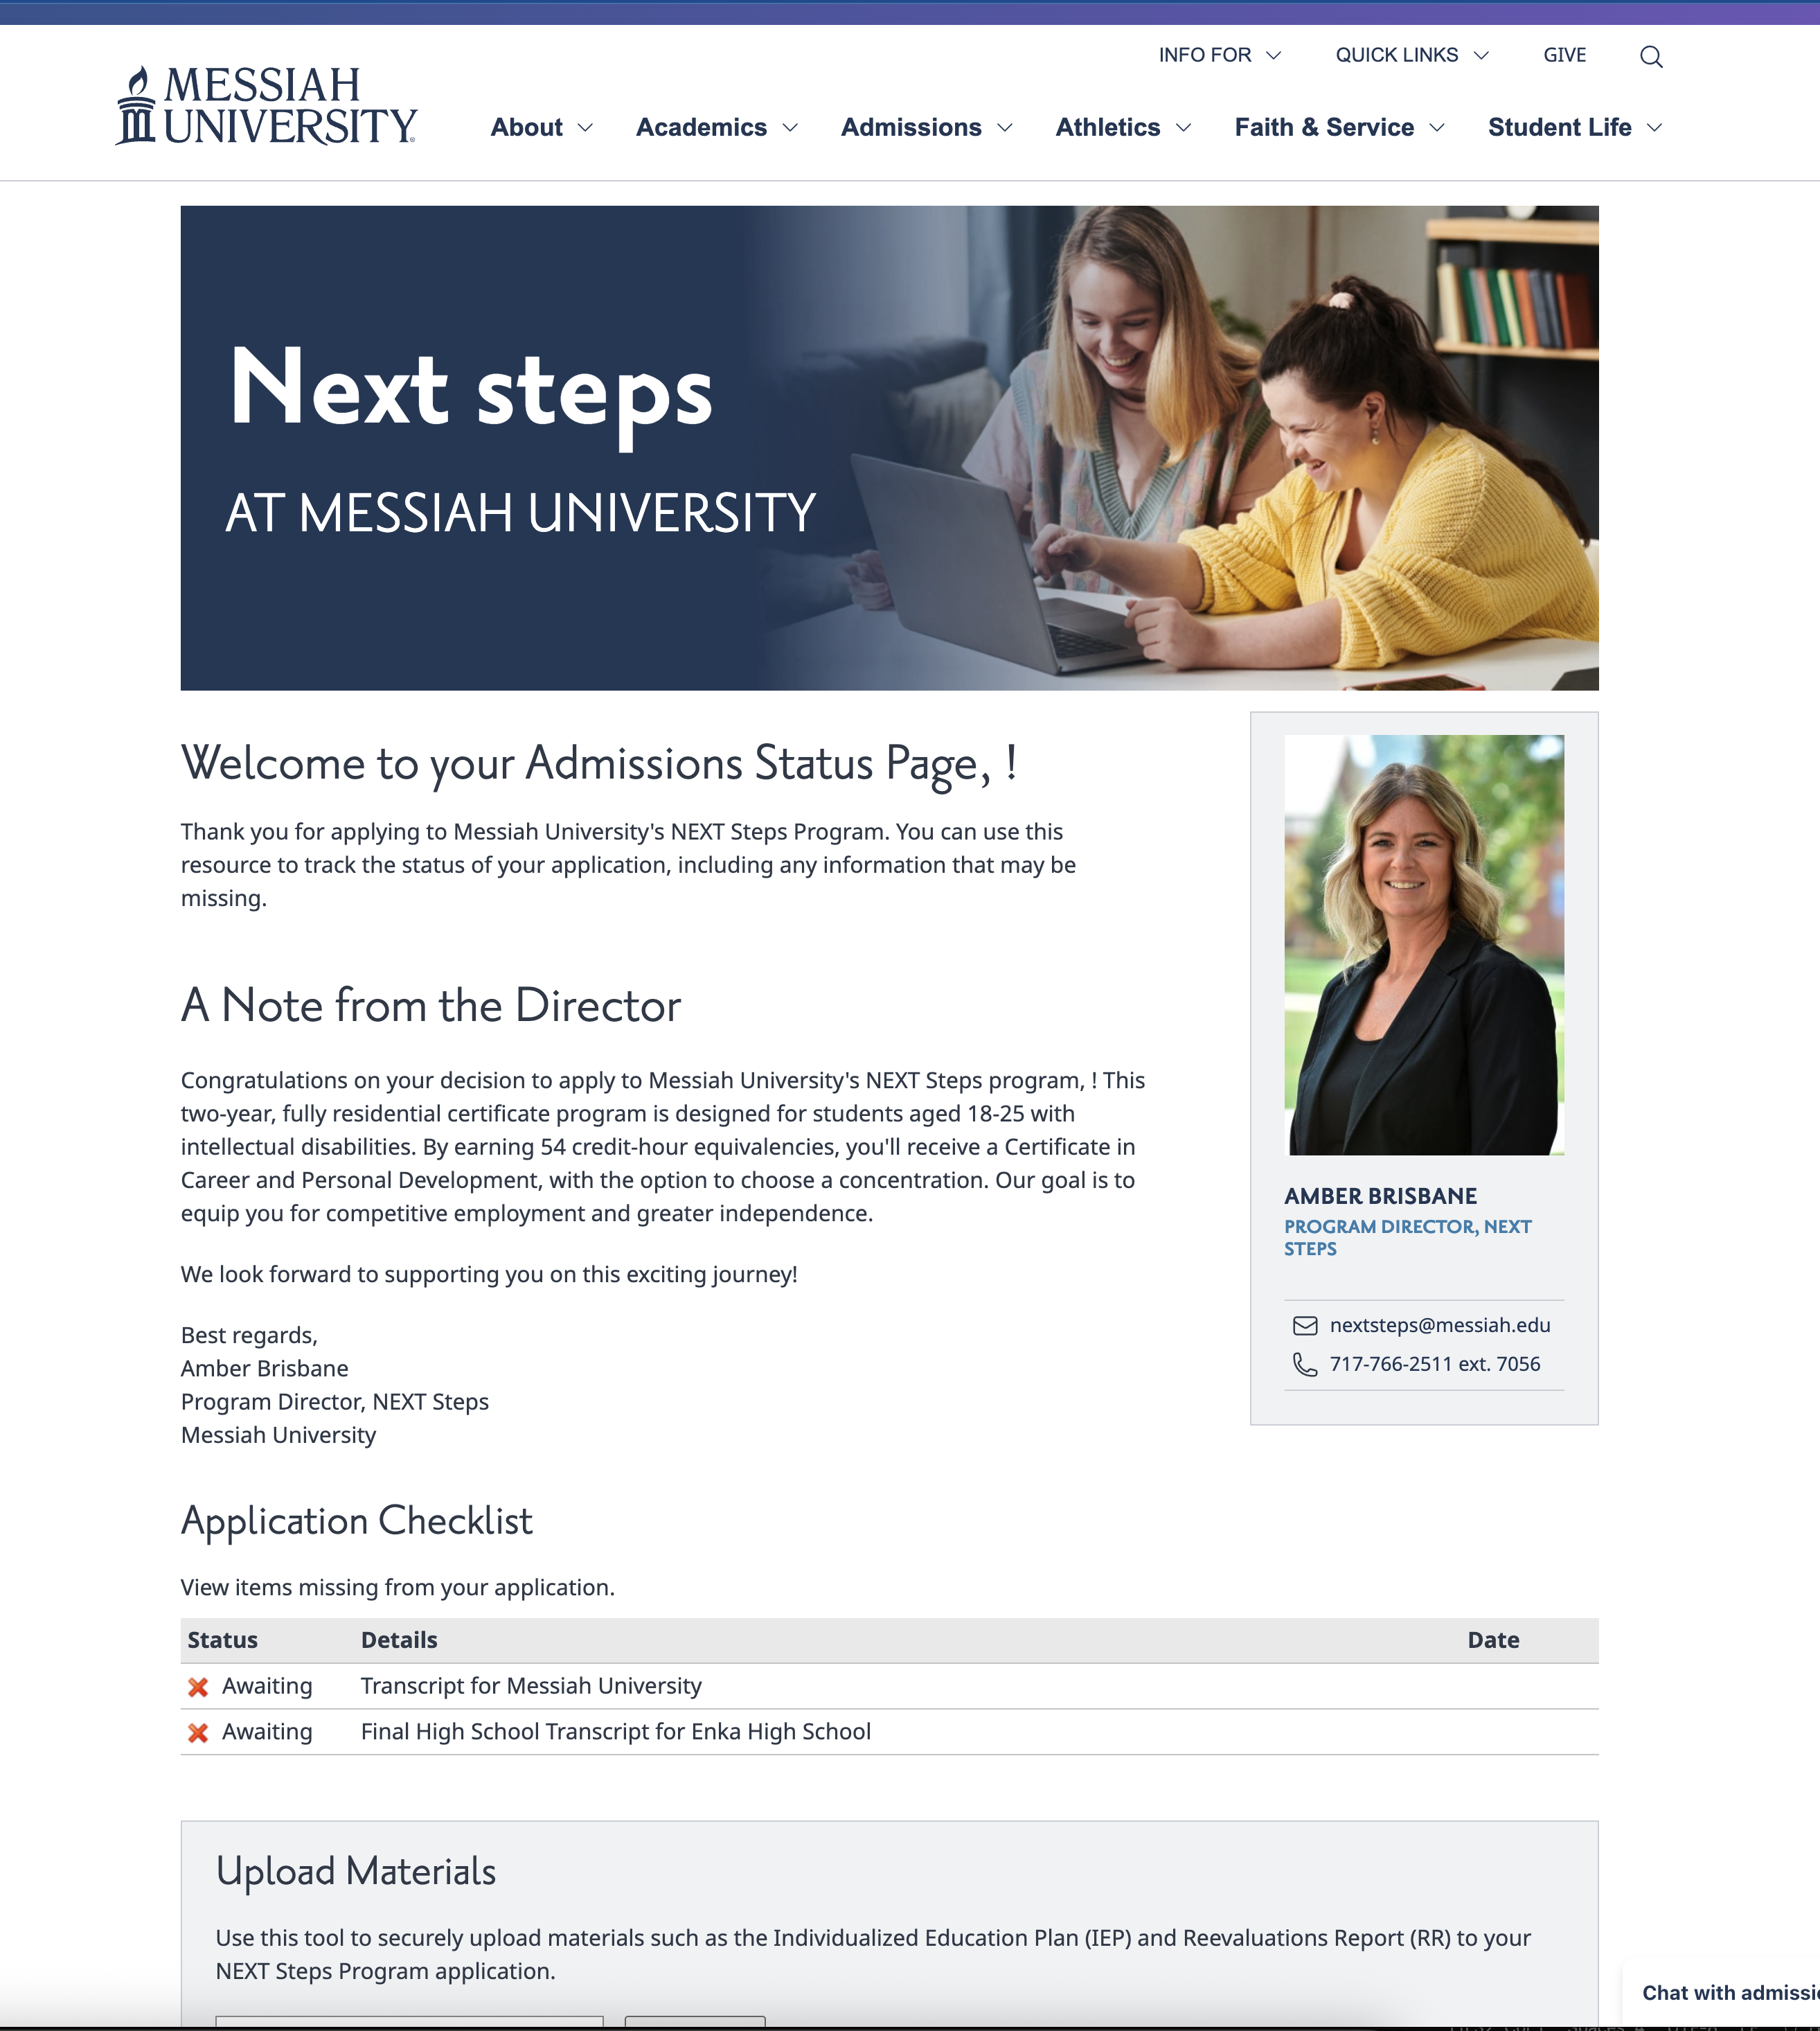 INFO FOR
QUICK LINKS
GIVE
MESSIAH
UNIVERSITY
About
Academics
Admissions
Athletics
Faith & Service
Student Life
Next steps
AT MESSIAH UNIVERSITY
Welcome to your Admissions Status Page, !
Thank you for applying to Messiah University's NEXT Steps Program. You can use this
resource to track the status of your application, including any information that may be
missing.
A Note from the Director
Congratulations on your decision to apply to Messiah University's NEXT Steps program, ! This
two-year, fully residential certificate program is designed for students aged 18-25 with
intellectual disabilities. By earning 54 credit-hour equivalencies, you'll receive a Certificate in
Career and Personal Development, with the option to choose a concentration. Our goal is to
equip you for competitive employment and greater independence.
We look forward to supporting you on this exciting journey!
Best regards,
Amber Brisbane
Program Director, NEXT Steps
Messiah University
AMBER BRISBANE
PROGRAM DIRECTOR, NEXT
STEPS
nextsteps@messiah.edu
717-766-2511 ext. 7056
Application Checklist
View items missing from your application.
Status Details Date
Awaiting Transcript for Messiah University
Awaiting Final High School Transcript for Enka High School
Upload Materials
Use this tool to securely upload materials such as the Individualized Education Plan (IEP) and Reevaluations Report (RR) to your
NEXT Steps Program application.
Chat with admissi